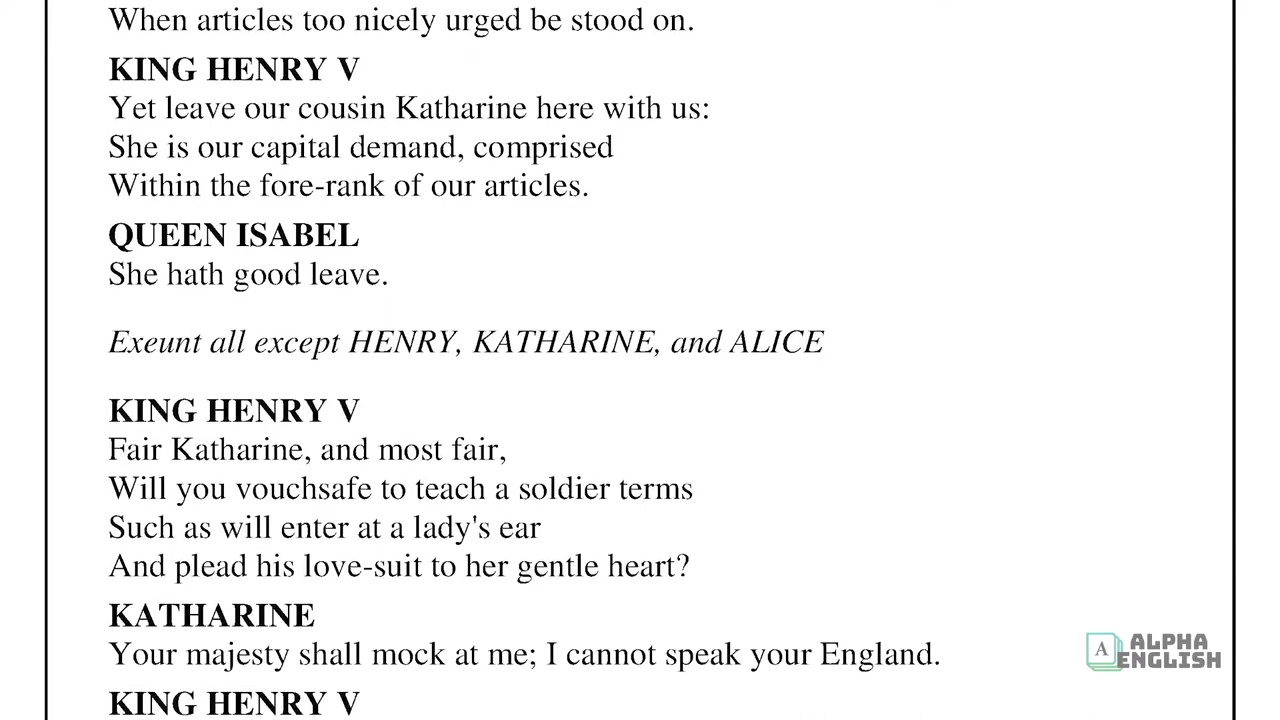 When articles too nicely urged be stood on.
KING HENRY V
Yet leave our cousin Katharine here with us:
She is our capital demand, comprised
Within the fore-rank of our articles.
QUEEN ISABEL
She hath good leave.
Exeunt all except HENRY, KATHARINE, and ALICE
KING HENRY V
Fair Katharine, and most fair,
Will you vouchsafe to teach a soldier terms
Such as will enter at a lady's ear
And plead his love-suit to her gentle heart?
KATHARINE
Your majesty shall mock at me; I cannot speak your England.
KING HENRY V
A ALPHA
ENGLISH